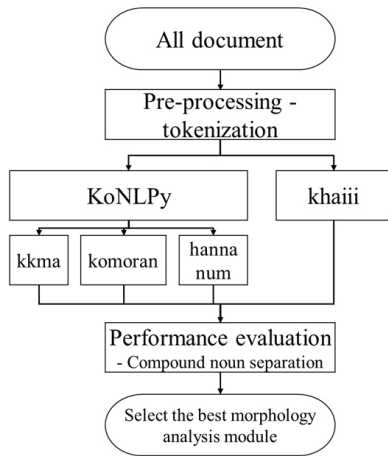 All document
Pre-processing -
tokenization
KoNLPy
khaiii
kkma
komoran
hanna
num
Performance evaluation
- Compound noun separation
Select the best morphology
analysis module